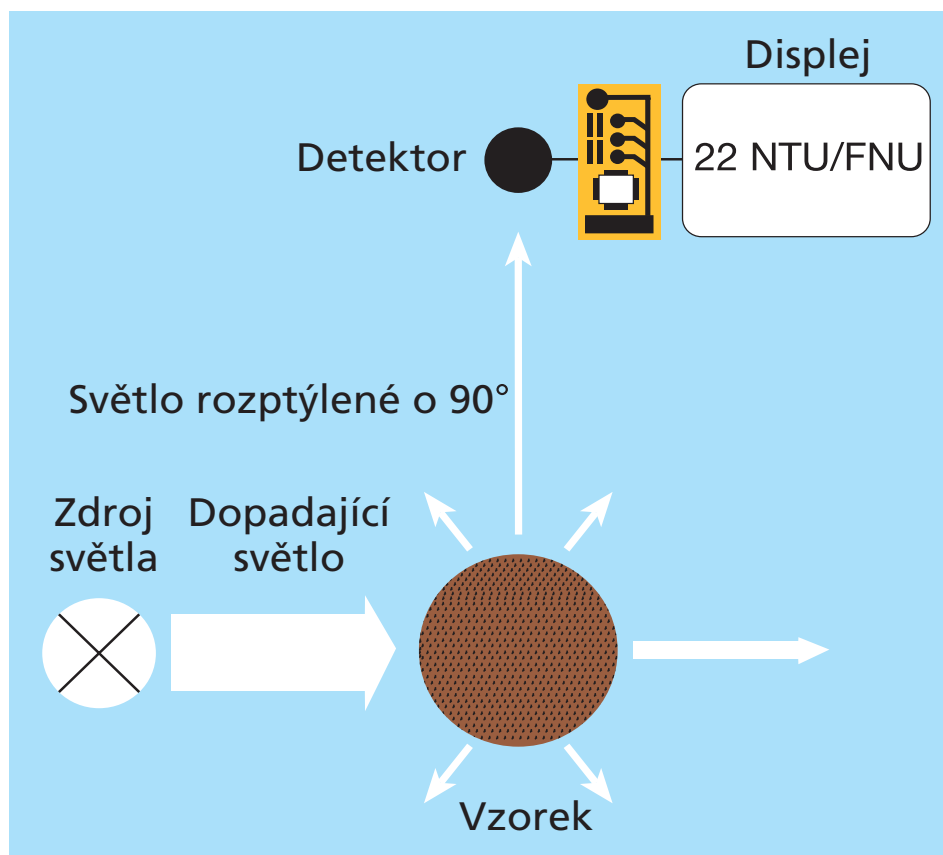 Displej
Detektor
22 NTU/FNU
Světlo rozptýlené o 90°
Zdroj
světla
Dopadající
světlo
Vzorek